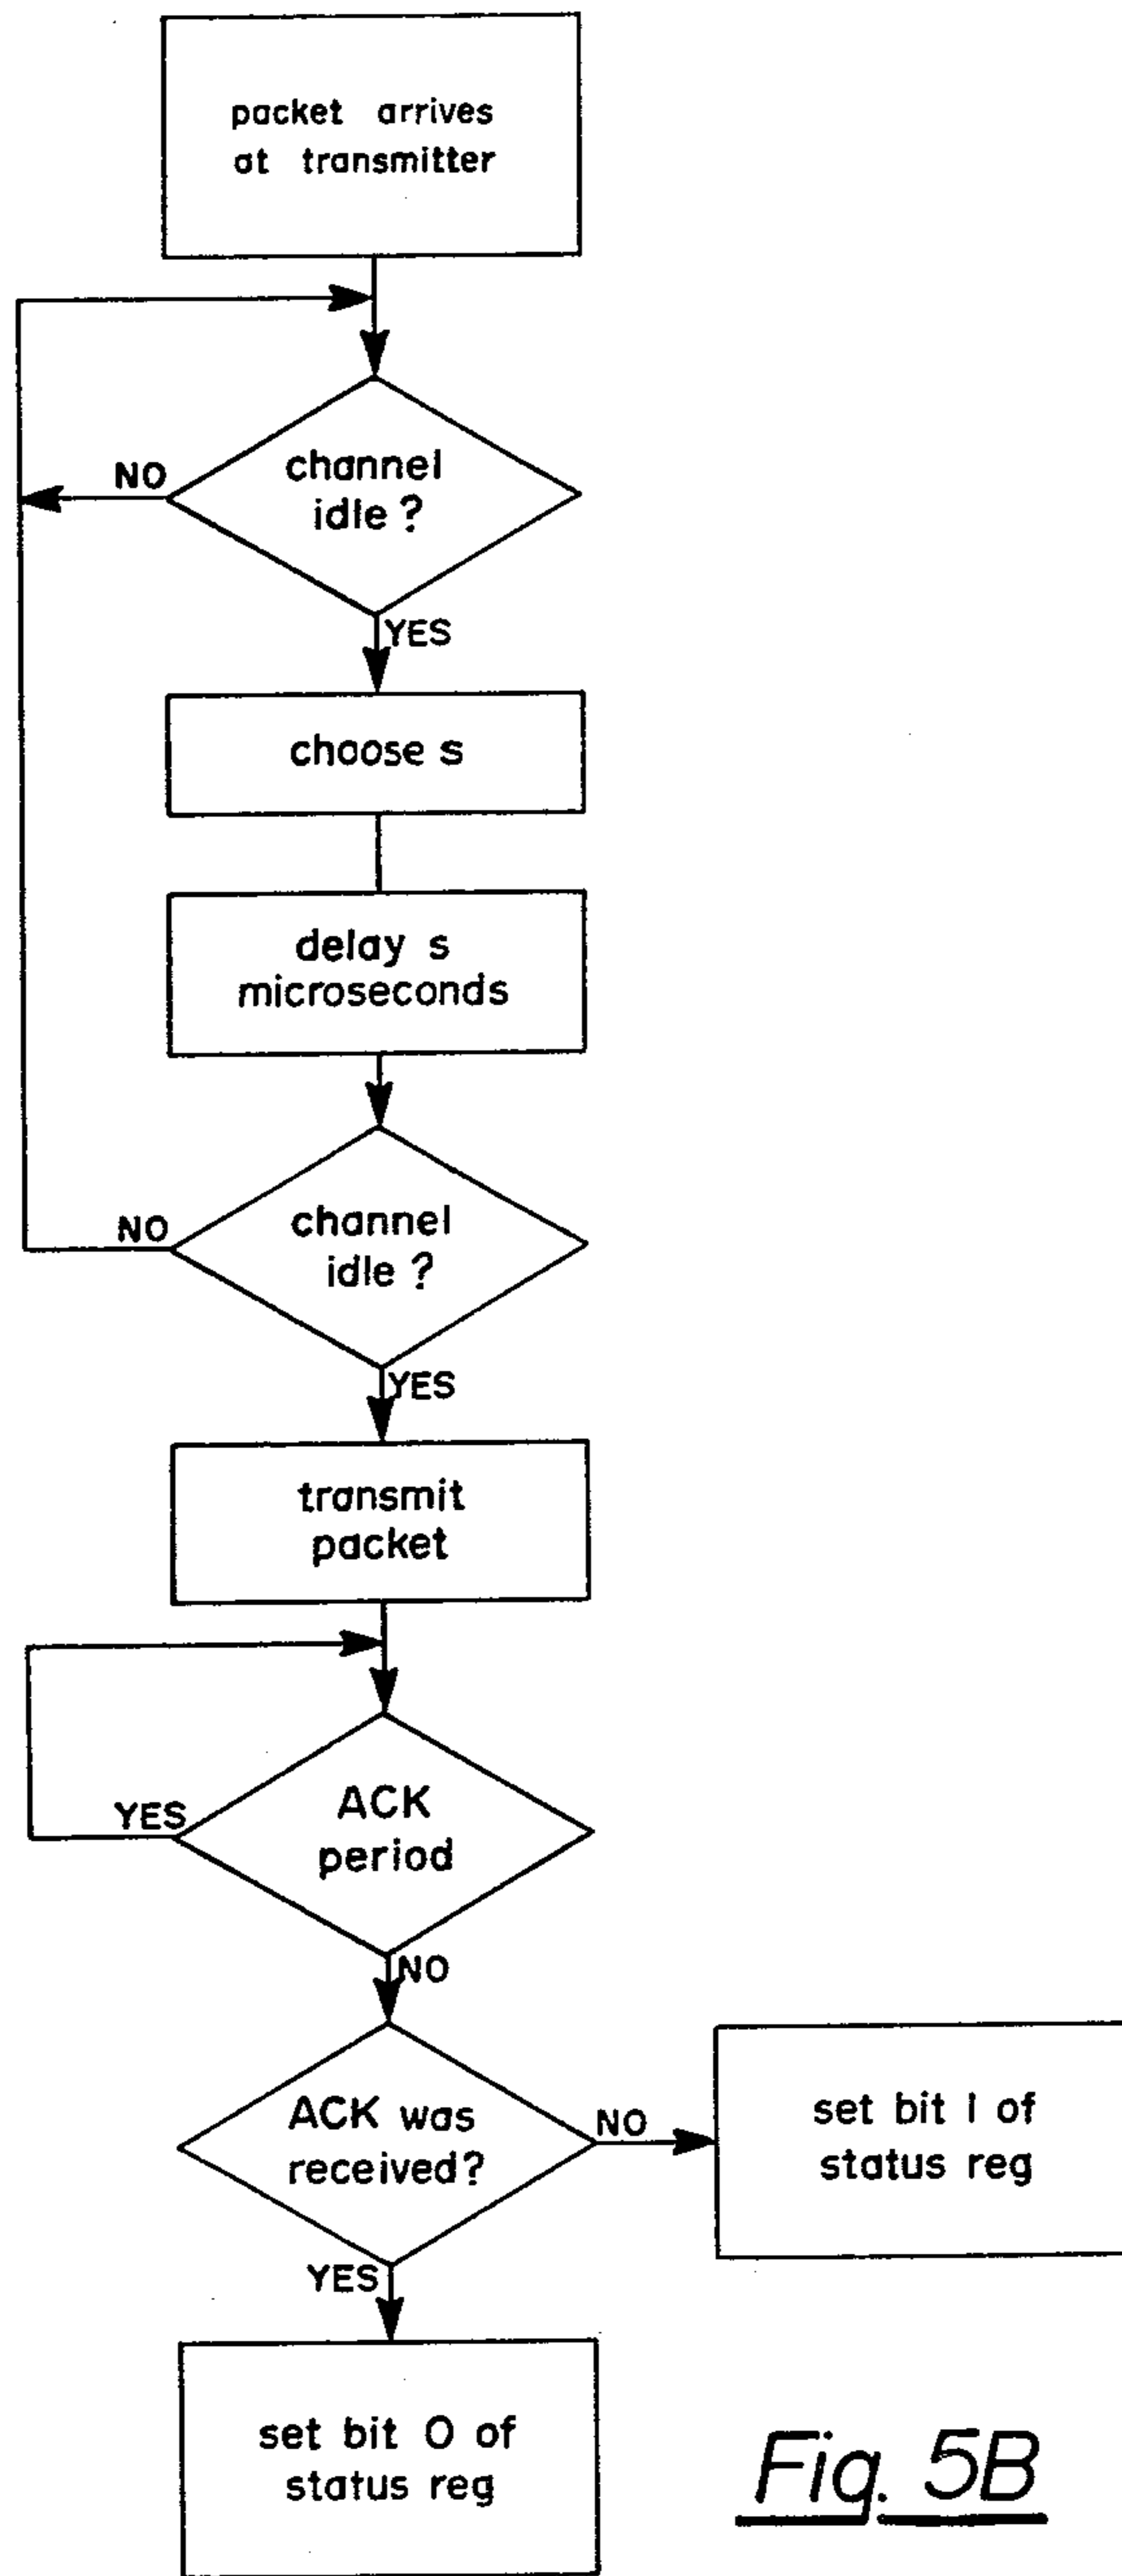 packet arrives
at transmitter
channel
idle ?
NO
YES
choose s
delay s
microseconds
channel
idle ?
NO
YES
transmit
packet
ACK
period
YES
NO
ACK was
received?
NO
set bit 1 of
status reg
YES
set bit 0 of
status reg
Fig. 5B